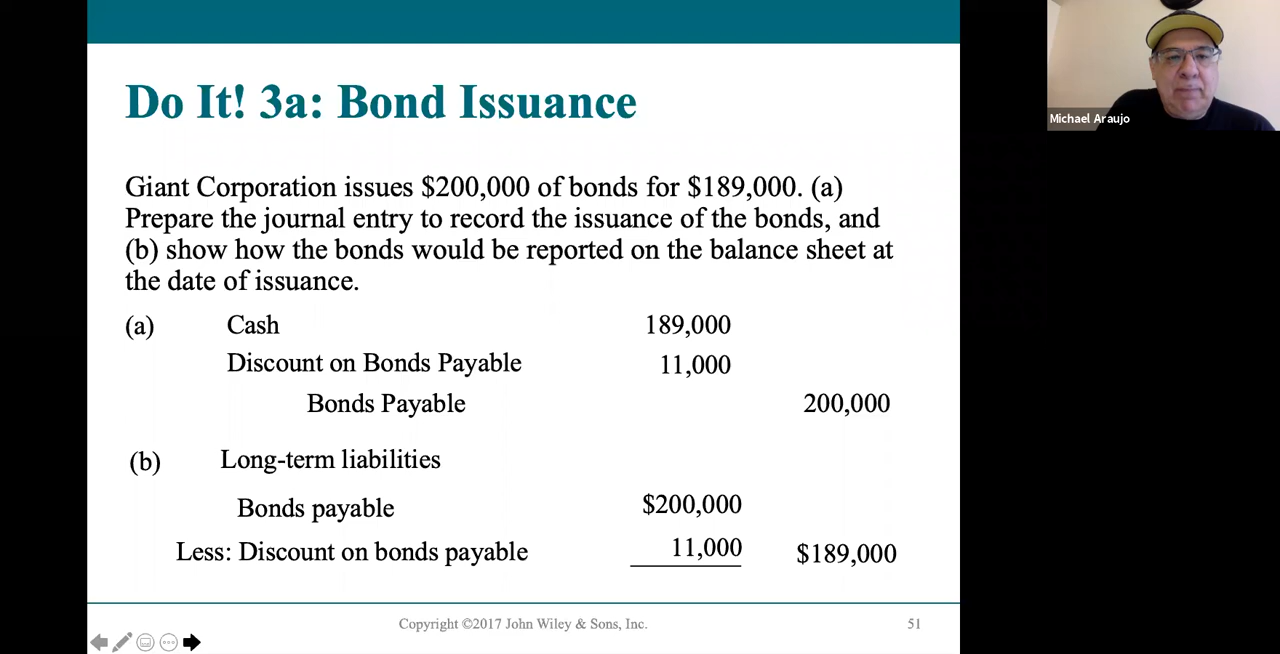 Do It! 3a: Bond Issuance
Michael Araujo
Giant Corporation issues $200,000 of bonds for $189,000. (a)
Prepare the journal entry to record the issuance of the bonds, and
(b) show how the bonds would be reported on the balance sheet at
the date of issuance.
(a) Cash 189,000
Discount on Bonds Payable 11,000
Bonds Payable 200,000
(b) Long-term liabilities
Bonds payable $200,000
Less: Discount on bonds payable 11,000 $189,000
Copyright ©2017 John Wiley & Sons, Inc. 51